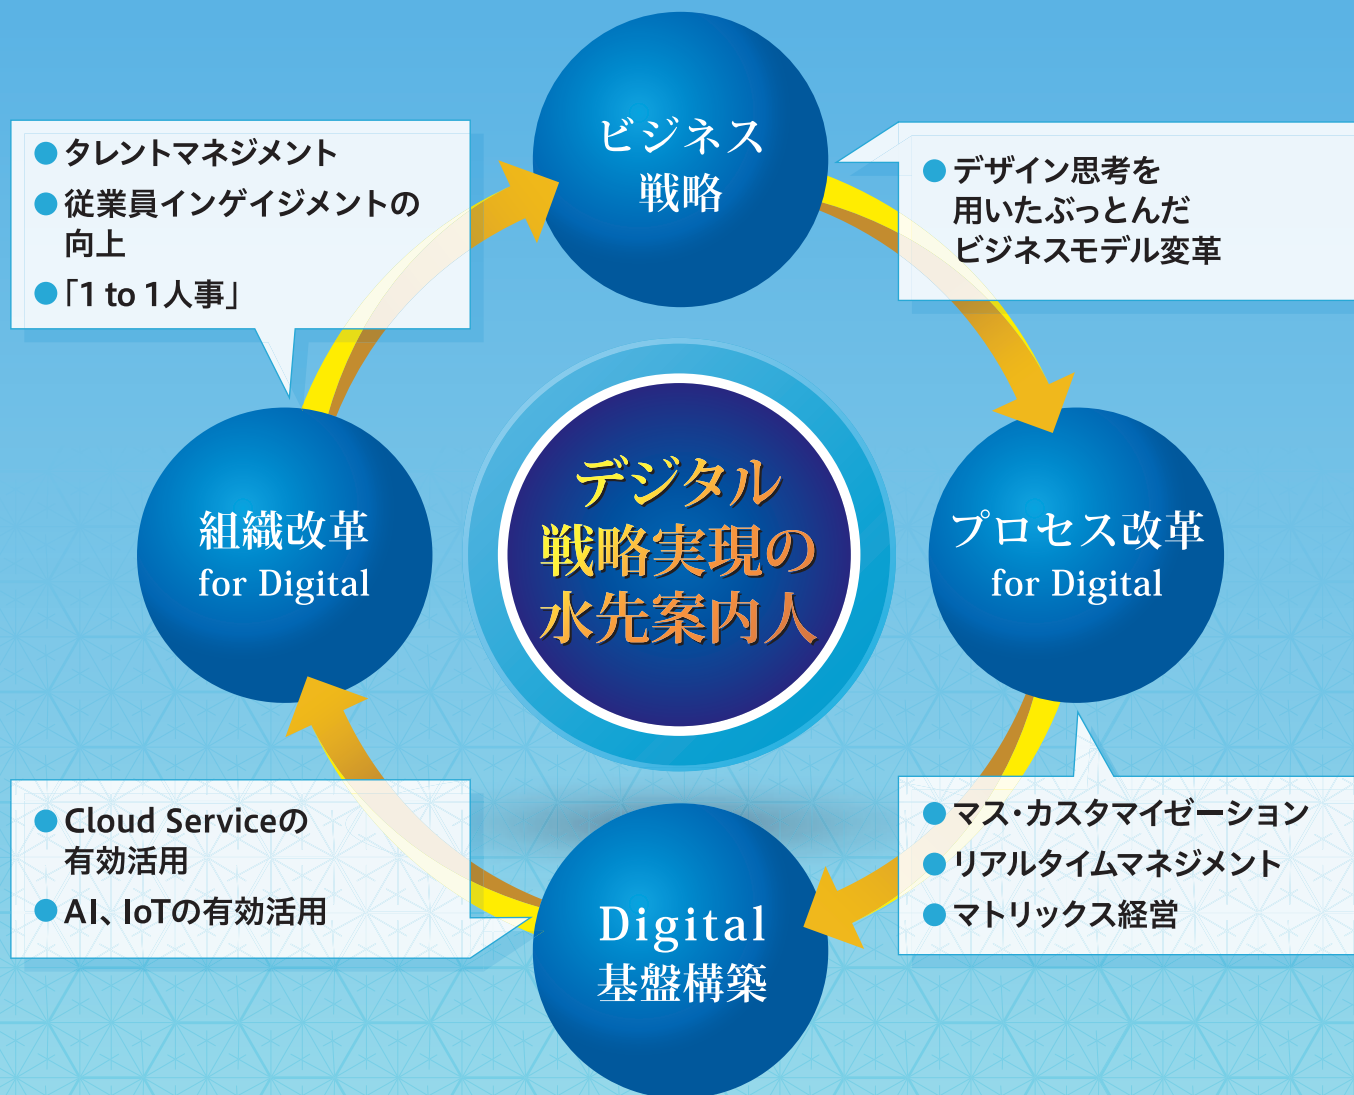 ビジネス
戦略
● タレントマネジメント
● 従業員インゲイジメントの
向上
● 「1 to 1人事」
● デザイン思考を
用いたぶっとんだ
ビジネスモデル変革
組織改革
for Digital
デジタル
戦略実現の
水先案内人
プロセス改革
for Digital
● Cloud Serviceの
有効活用
● AI、IoTの有効活用
● マス・カスタマイゼーション
● リアルタイムマネジメント
● マトリックス経営
Digital
基盤構築